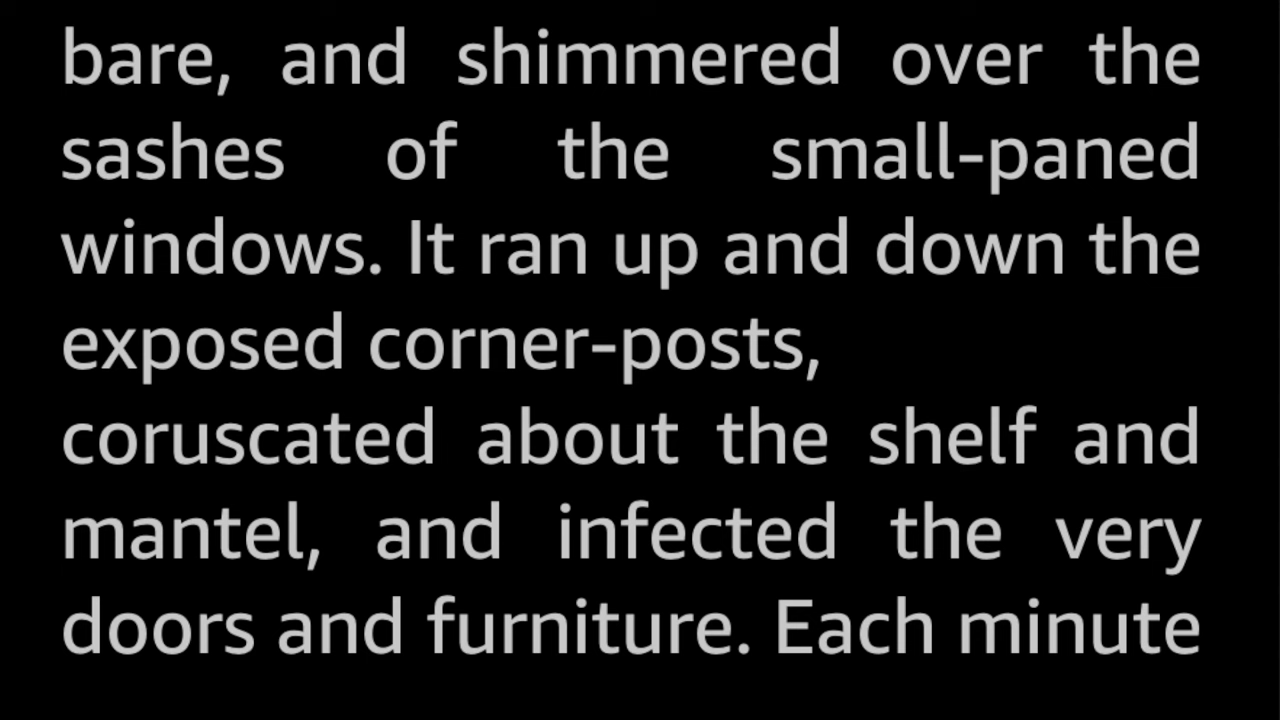 bare, and shimmered over the
sashes of the small-paned
windows. It ran up and down the
exposed corner-posts,
coruscated about the shelf and
mantel, and infected the very
doors and furniture. Each minute